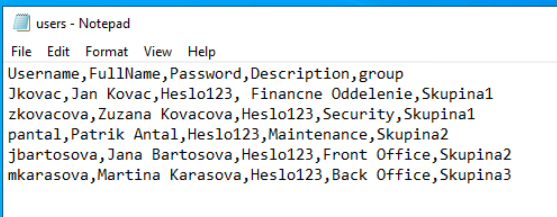 users - Notepad
File Edit Format View Help
Username,FullName,Password,Description,group
Jkovac,Jan Kovac,Heslo123, Financne Oddelenie,Skupina1
zkovacova,Zuzana Kovacova,Heslo123,Security,Skupina1
pantal,Patrik Antal,Heslo123,Maintenance,Skupina2
jbartosova,Jana Bartosova,Heslo123,Front Office,Skupina2
mkarasova,Martina Karasova,Heslo123,Back Office,Skupina3